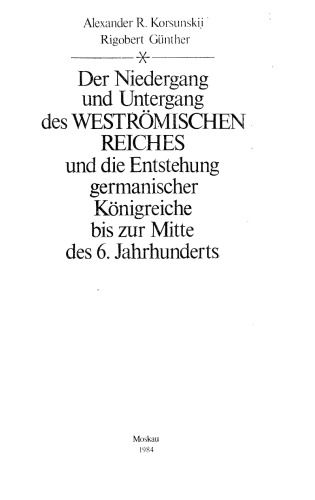 Alexander R. Korsunskij
Rigobert Günther
Der Niedergang
und Untergang
des WESTRÖMISCHEN
REICHES
und die Entstehung
germanischer
Königreiche
bis zur Mitte
des 6. Jahrhunderts
Moskau
1984